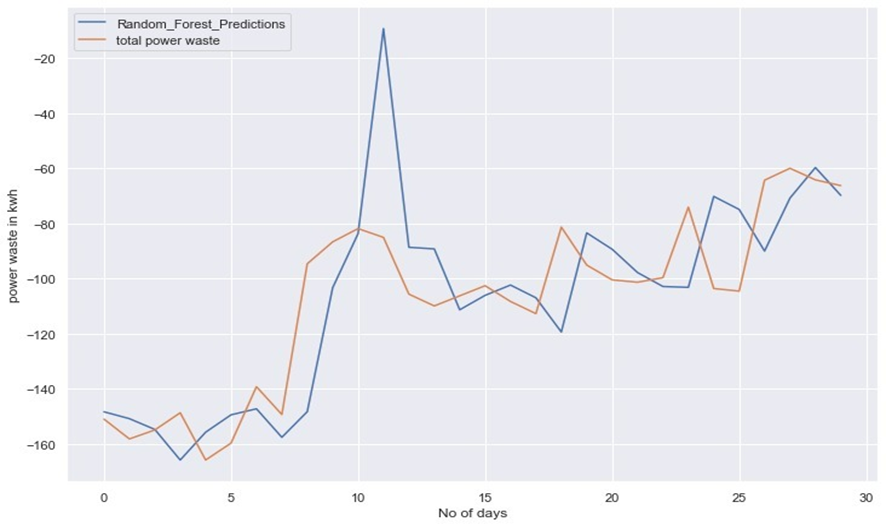 Random_Forest_Predictions
total power waste
−20
−40
−60
−80
−100
−120
−140
−160
power waste in kwh
0 5 10 15 20 25 30
No of days